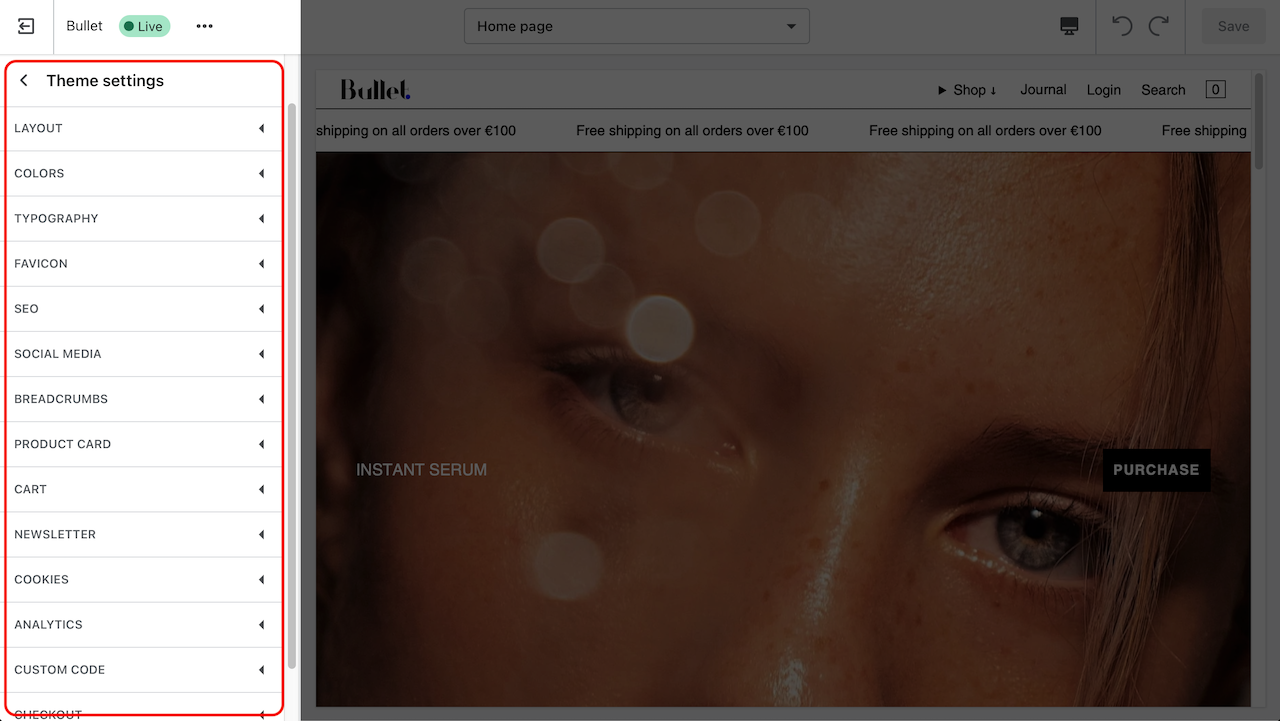 Bullet Live
Home page
Save
Theme settings
LAYOUT
COLORS
TYPOGRAPHY
FAVICON
SEO
SOCIAL MEDIA
BREADCRUMBS
PRODUCT CARD
CART
NEWSLETTER
COOKIES
ANALYTICS
CUSTOM CODE
CHECKOUT
Bullet.
Shop ↓ Journal Login Search 0
shipping on all orders over €100 Free shipping on all orders over €100 Free shipping on all orders over €100 Free shipping
INSTANT SERUM
PURCHASE